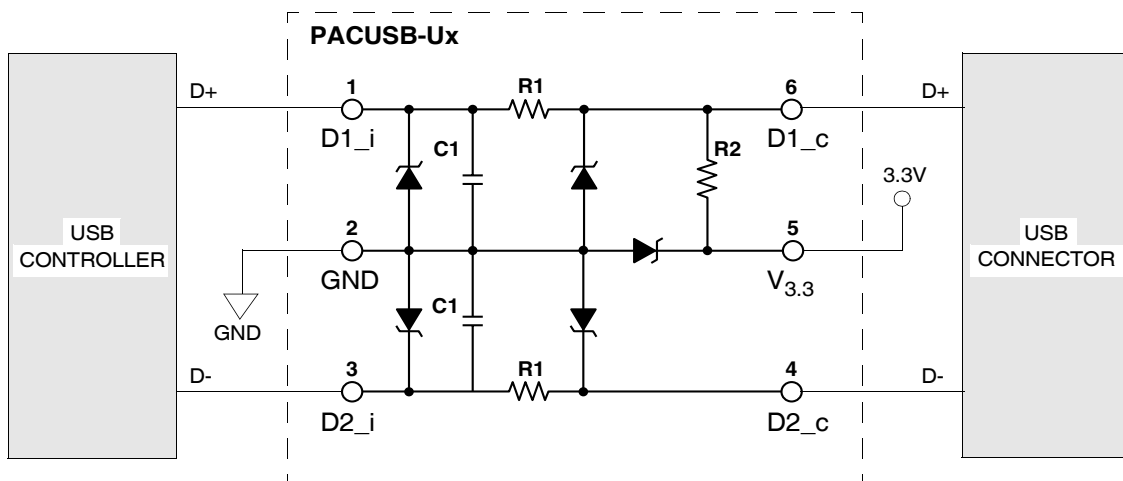 PACUSB-Ux
D+
1
R1
6
D+
D1_i
C1
D1_c
R2
3.3V
USB
CONTROLLER
2
5
USB
CONNECTOR
GND
V3.3
C1
GND
D-
3
R1
4
D-
D2_i
D2_c